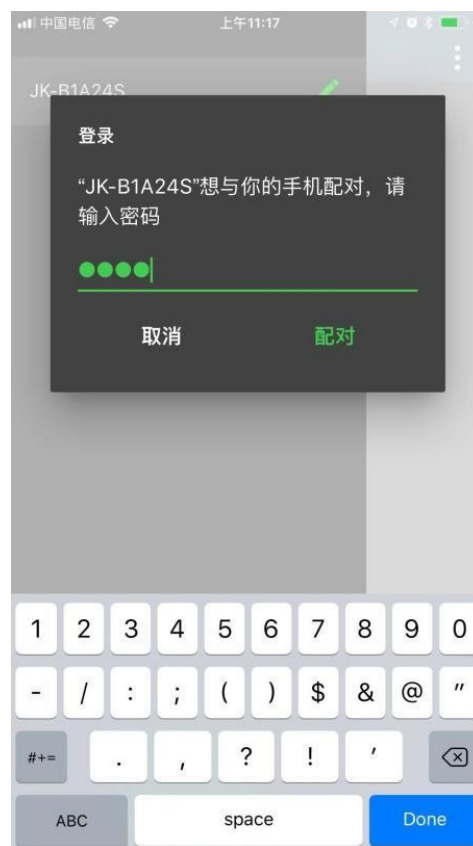 中国电信
上午11:17
JK-B1A24S
登录
“JK-B1A24S”想与你的手机配对，请
输入密码
●●●●
取消 配对
1 2 3 4 5 6 7 8 9 0
- / : ; ( ) $ & @ "
#+= . , ? ! '
ABC space Done